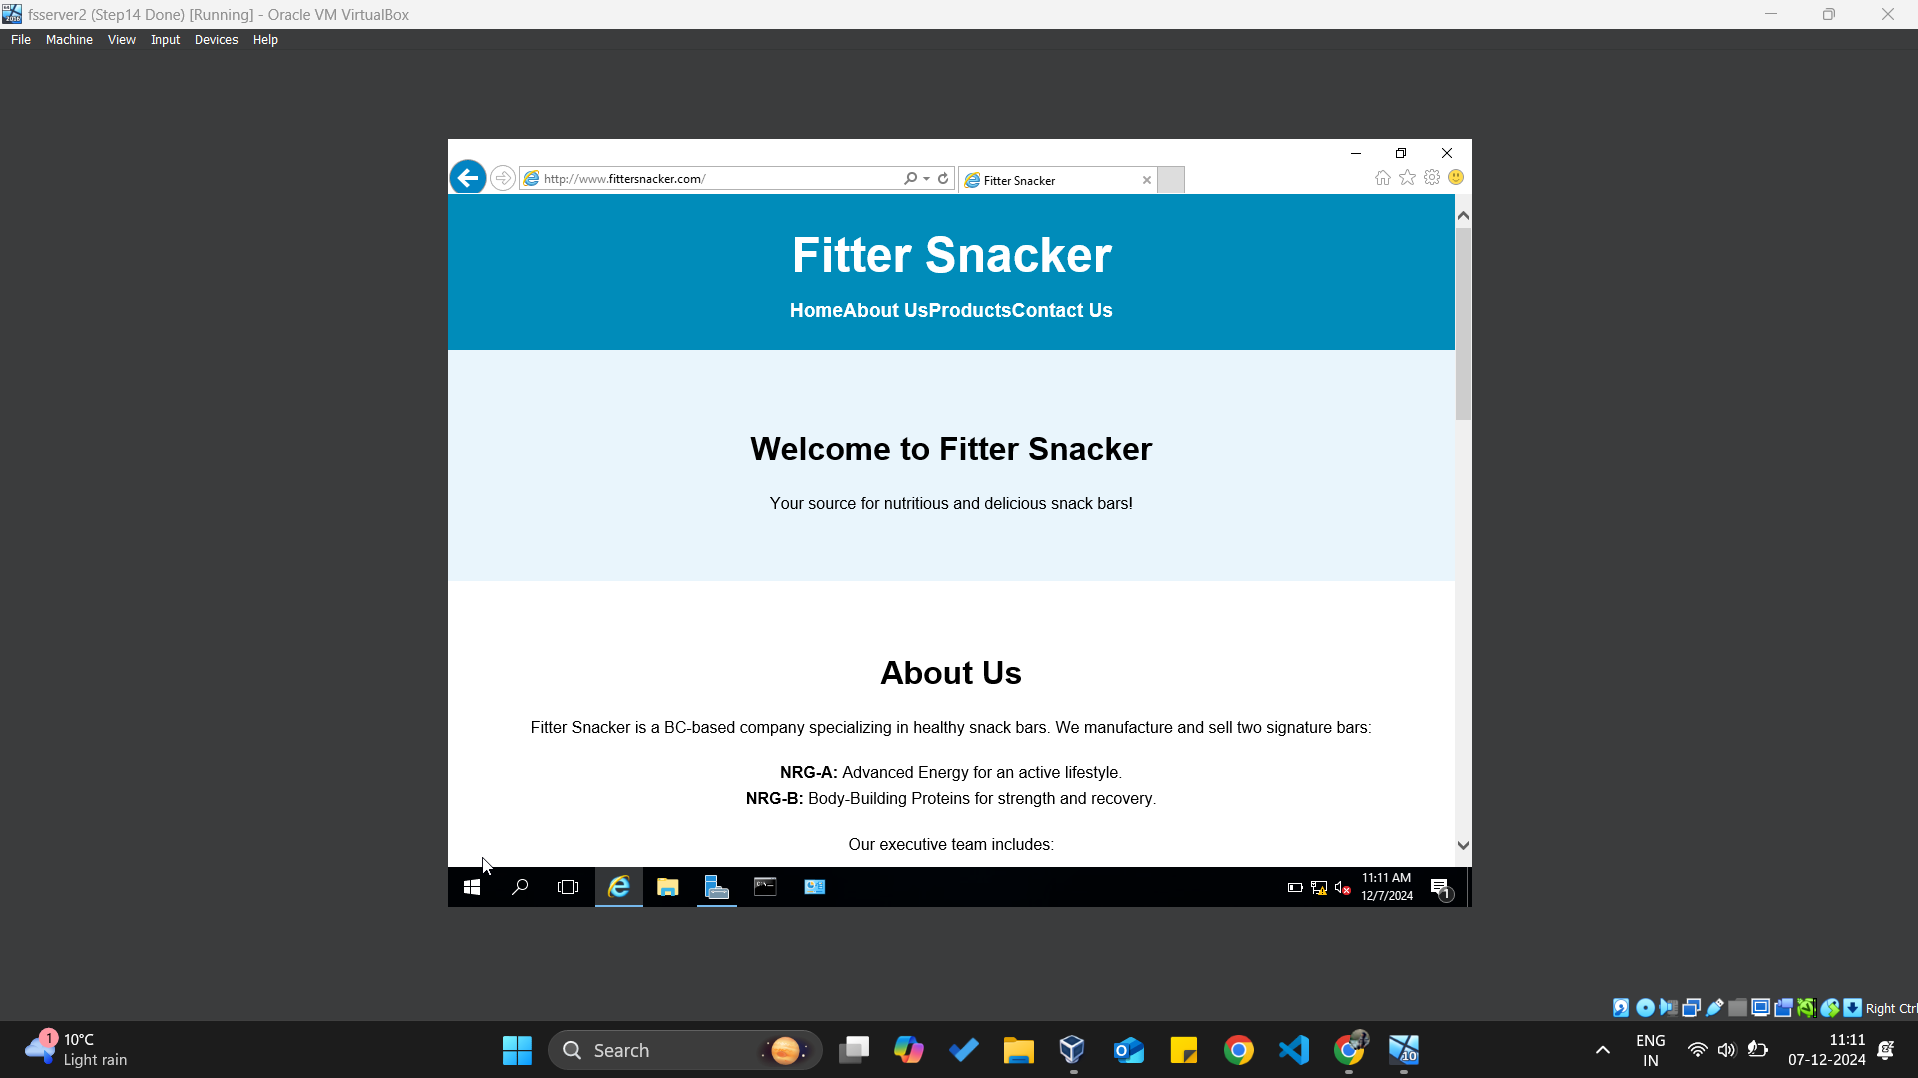 fsserver2 (Step14 Done) [Running] - Oracle VM VirtualBox
File Machine View Input Devices Help
http://www.fittersnacker.com/
Fitter Snacker
Fitter Snacker
HomeAbout UsProductsContact Us
Welcome to Fitter Snacker
Your source for nutritious and delicious snack bars!
About Us
Fitter Snacker is a BC-based company specializing in healthy snack bars. We manufacture and sell two signature bars:
NRG-A: Advanced Energy for an active lifestyle.
NRG-B: Body-Building Proteins for strength and recovery.
Our executive team includes:
11:11 AM
12/7/2024
1
Right Ctrl
1
10°C
Light rain
Search
10
ENG
IN
11:11
07-12-2024